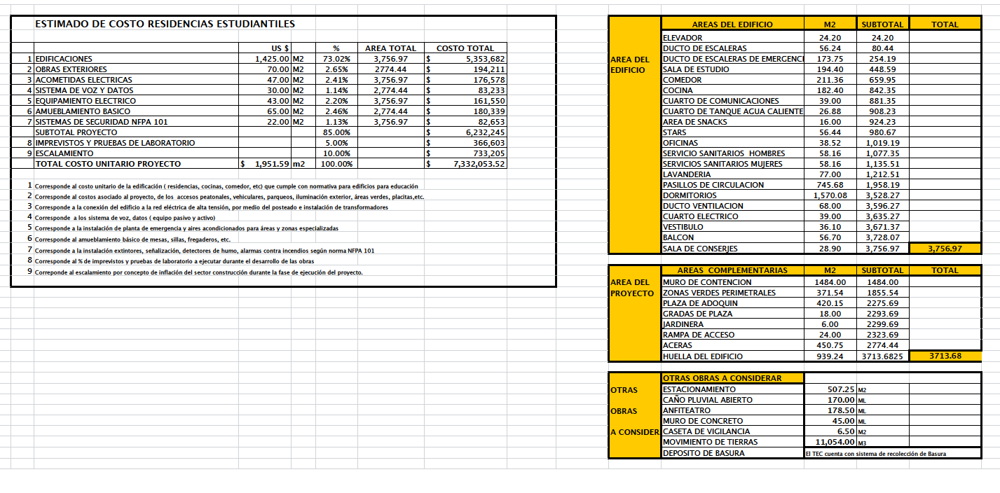 ESTIMADO DE COSTO RESIDENCIAS ESTUDIANTILES
US $ % AREA TOTAL COSTO TOTAL
1 EDIFICACIONES 1,425.00 M2 73.02% 3,756.97 $ 5,353,682
2 OBRAS EXTERIORES 70.00 M2 2.65% 2774.44 $ 194,211
3 ACOMETIDAS ELECTRICAS 47.00 M2 2.41% 3,756.97 $ 176,578
4 SISTEMA DE VOZ Y DATOS 30.00 M2 1.14% 2,774.44 $ 83,233
5 EQUIPAMIENTO ELECTRICO 43.00 M2 2.20% 3,756.97 $ 161,550
6 AMUEBLAMIENTO BASICO 65.00 M2 2.46% 2,774.44 $ 180,339
7 SISTEMAS DE SEGURIDAD NFPA 101 22.00 M2 1.13% 3,756.97 $ 82,653
SUBTOTAL PROYECTO 85.00% $ 6,232,245
8 IMPREVISTOS Y PRUEBAS DE LABORATORIO 5.00% $ 366,603
9 ESCALAMIENTO 10.00% $ 733,205
TOTAL COSTO UNITARIO PROYECTO $ 1,951.59 m2 100.00% $ 7,332,053.52
1 Corresponde al costo unitario de la edificación ( residencias, cocinas, comedor, etc) que cumple con normativa para edificios para educación
2 Corresponde al costos asociado al proyecto, de los accesos peatonales, vehiculares, parqueos, iluminación exterior, áreas verdes, placitas,etc.
3 Corresponde a la conexión del edificio a la red eléctrica de alta tensión, por medio del posteado e instalación de transformadores
4 Corresponde a los sistema de voz, datos ( equipo pasivo y activo)
5 Corresponde a la instalación de planta de emergencia y aires acondicionados para áreas y zonas especializadas
6 Corresponde al amueblamiento básico de mesas, sillas, fregaderos, etc.
7 Corresponde a la instalación extintores, señalización, detectores de humo, alarmas contra incendios según norma NFPA 101
8 Corresponde al % de imprevistos y pruebas de laboratorio a ejecutar durante el desarrollo de las obras
9 Correponde al escalamiento por concepto de inflación del sector construcción durante la fase de ejecución del proyecto.
AREAS DEL EDIFICIO M2 SUBTOTAL TOTAL
ELEVADOR 24.20 24.20
DUCTO DE ESCALERAS 56.24 80.44
AREA DEL DUCTO DE ESCALERAS DE EMERGENCI 173.75 254.19
EDIFICIO SALA DE ESTUDIO 194.40 448.59
COMEDOR 211.36 659.95
COCINA 182.40 842.35
CUARTO DE COMUNICACIONES 39.00 881.35
CUARTO DE TANQUE AGUA CALIENTE 26.88 908.23
AREA DE SNACKS 16.00 924.23
STARS 56.44 980.67
OFICINAS 38.52 1,019.19
SERVICIO SANITARIOS HOMBRES 58.16 1,077.35
SERVICIOS SANITARIOS MUJERES 58.16 1,135.51
LAVANDERIA 77.00 1,212.51
PASILLOS DE CIRCULACION 745.68 1,958.19
DORMITORIOS 1,570.08 3,528.27
DUCTO VENTILACION 68.00 3,596.27
CUARTO ELECTRICO 39.00 3,635.27
VESTIBULO 36.10 3,671.37
BALCON 56.70 3,728.07
SALA DE CONSERJES 28.90 3,756.97 3,756.97
AREAS COMPLEMENTARIAS M2 SUBTOTAL TOTAL
AREA DEL MURO DE CONTENCION 1484.00 1484.00
PROYECTO ZONAS VERDES PERIMETRALES 371.54 1855.54
PLAZA DE ADOQUIN 420.15 2275.69
GRADAS DE PLAZA 18.00 2293.69
JARDINERA 6.00 2299.69
RAMPA DE ACCESO 24.00 2323.69
ACERAS 450.75 2774.44
HUELLA DEL EDIFICIO 939.24 3713.6825 3713.68
OTRAS OBRAS A CONSIDERAR
OTRAS ESTACIONAMIENTO 507.25 M2
CAÑO PLUVIAL ABIERTO 170.00 ML
OBRAS ANFITEATRO 178.50 ML
MURO DE CONCRETO 45.00 ML
A CONSIDER CASETA DE VIGILANCIA 6.50 M2
MOVIMIENTO DE TIERRAS 11,054.00 M3
DEPOSITO DE BASURA El TEC cuenta con sistema de recolección de Basura